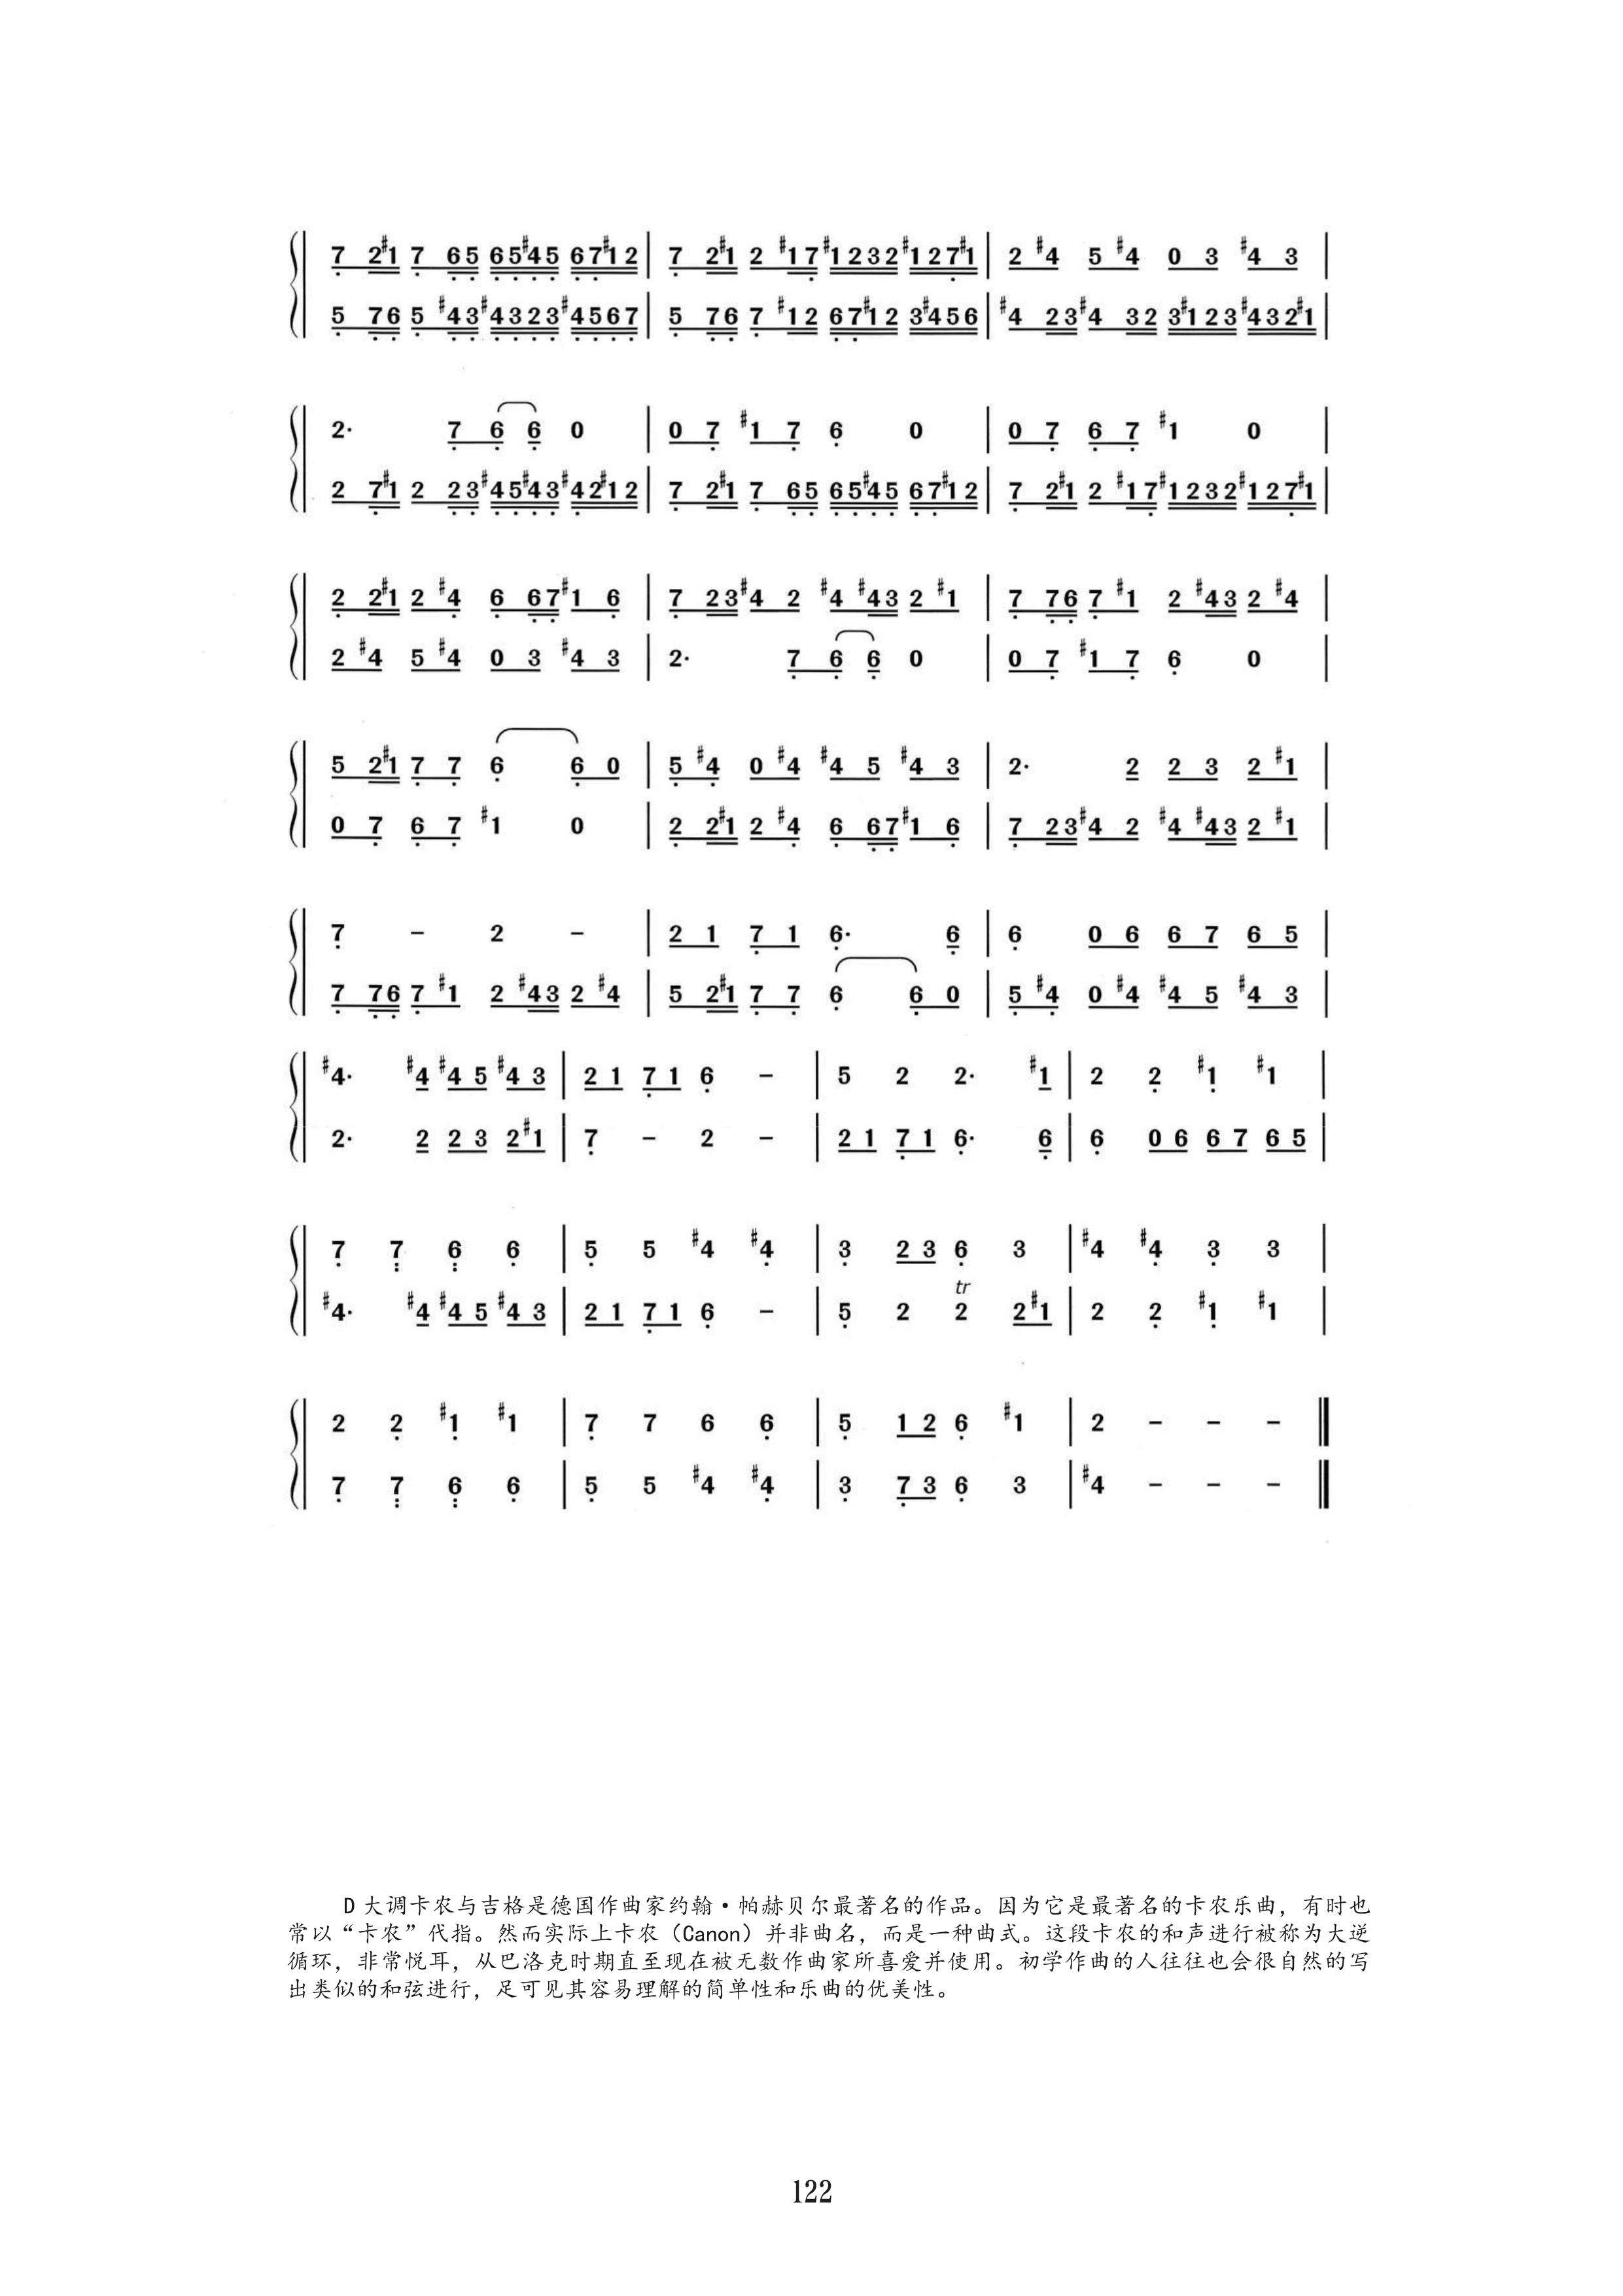 7 2#1 7 65 65#45 67#12 | 7 2#1 2 #17 #1232 #127#1 | 2 #4 5 #4 0 3 #4 3 |
5 76 5 #43 #4323 #4567 | 5 76 7 #12 67#12 3#456 | #4 23 #4 32 3#123 #432#1 |
2· 7 6 6 0 | 0 7 #1 7 6 0 | 0 7 6 7 #1 0 |
2 7#1 2 23 #45#43 #42#12 | 7 2#1 7 65 65#45 67#12 | 7 2#1 2 #17 #1232 #127#1 |
2 2#1 2 #4 6 67 #1 6 | 7 23 #4 2 #4 #43 2 #1 | 7 76 7 #1 2 #43 2 #4 |
2 #4 5 #4 0 3 #4 3 | 2· 7 6 6 0 | 0 7 #1 7 6 0 |
5 2#1 7 7 6 6 0 | 5 #4 0 #4 #4 5 #4 3 | 2· 2 2 3 2 #1 |
0 7 6 7 #1 0 | 2 2#1 2 #4 6 67 #1 6 | 7 23 #4 2 #4 #43 2 #1 |
7 – 2 – | 2 1 7 1 6· 6 | 6 0 6 6 7 6 5 |
7 76 7 #1 2 #43 2 #4 | 5 2#1 7 7 6 6 0 | 5 #4 0 #4 #4 5 #4 3 |
#4· #4 #4 5 #4 3 | 2 1 7 1 6 – | 5 2 2· #1 | 2 2 #1 #1 |
2· 2 2 3 2#1 | 7 – 2 – | 2 1 7 1 6· 6 | 6 0 6 6 7 6 5 |
7 7 6 6 | 5 5 #4 #4 | 3 2 3 6 3 | #4 #4 3 3 |
tr
#4· #4 #4 5 #4 3 | 2 1 7 1 6 – | 5 2 2 2#1 | 2 2 #1 #1 |
2 2 #1 #1 | 7 7 6 6 | 5 1 2 6 #1 | 2 – – – ‖
7 7 6 6 | 5 5 #4 #4 | 3 7 3 6 3 | #4 – – – ‖
D大调卡农与吉格是德国作曲家约翰·帕赫贝尔最著名的作品。因为它是最著名的卡农乐曲，有时也
常以“卡农”代指。然而实际上卡农（Canon）并非曲名，而是一种曲式。这段卡农的和声进行被称为大逆
循环，非常悦耳，从巴洛克时期直至现在被无数作曲家所喜爱并使用。初学作曲的人往往也会很自然的写
出类似的和弦进行，足可见其容易理解的简单性和乐曲的优美性。
122